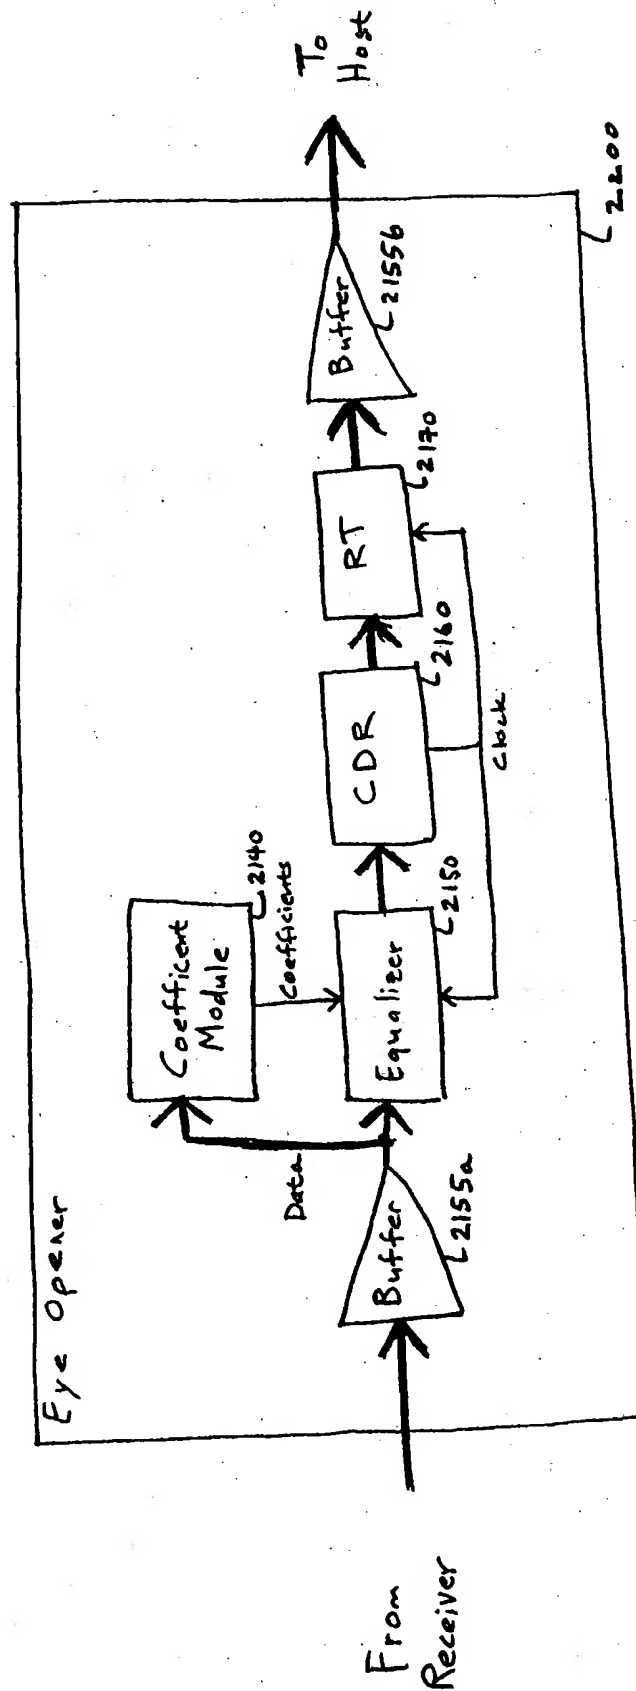 Eye Opener
From
Receiver
Buffer
2155a
Data
Coefficent
Module
2140
Coefficients
Equalizer
2150
CDR
2160
Clock
RT
2170
Buffer
2155b
To
Host
2200